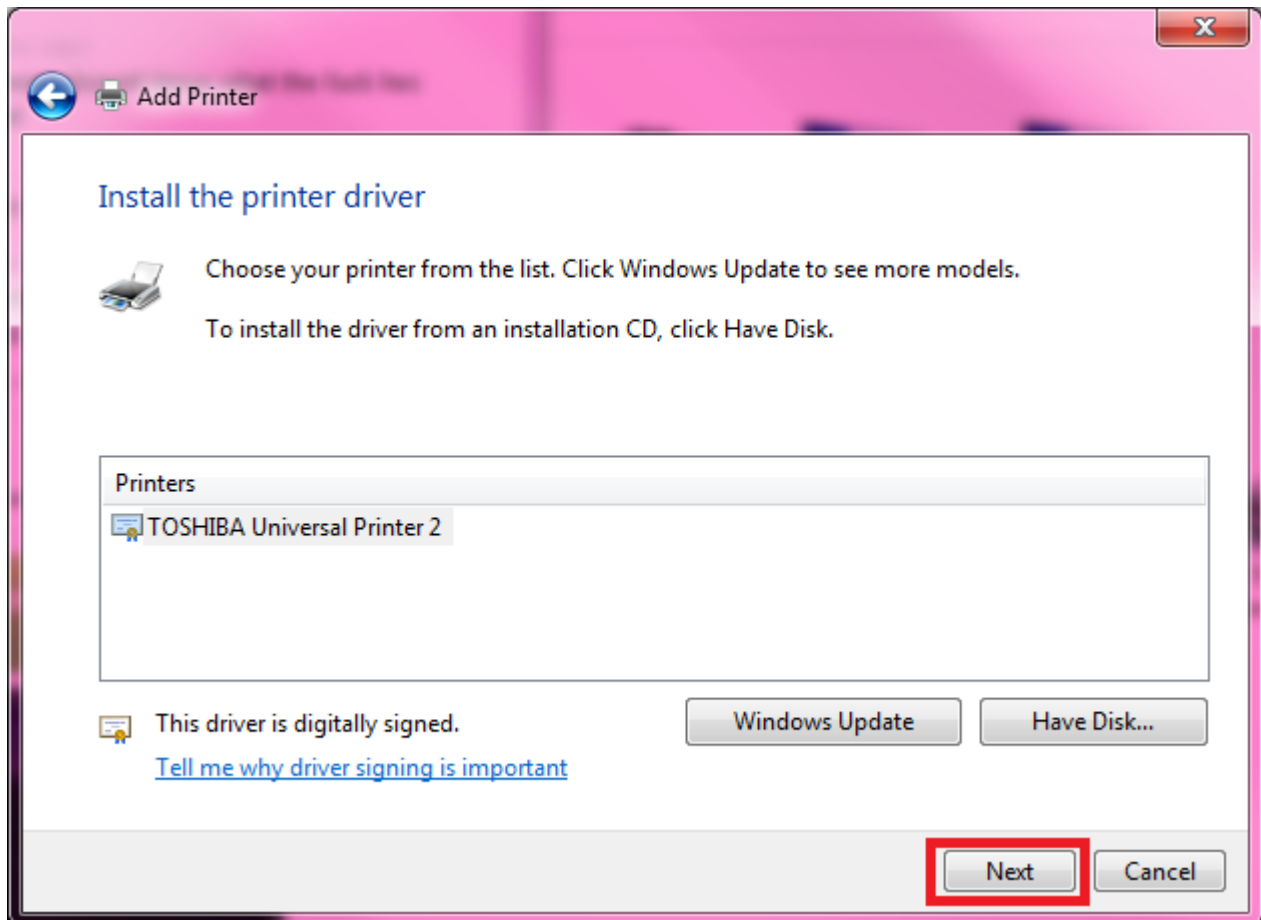 Add Printer
Install the printer driver
Choose your printer from the list. Click Windows Update to see more models.
To install the driver from an installation CD, click Have Disk.
Printers
TOSHIBA Universal Printer 2
This driver is digitally signed.
Windows Update
Have Disk...
Tell me why driver signing is important
Next
Cancel